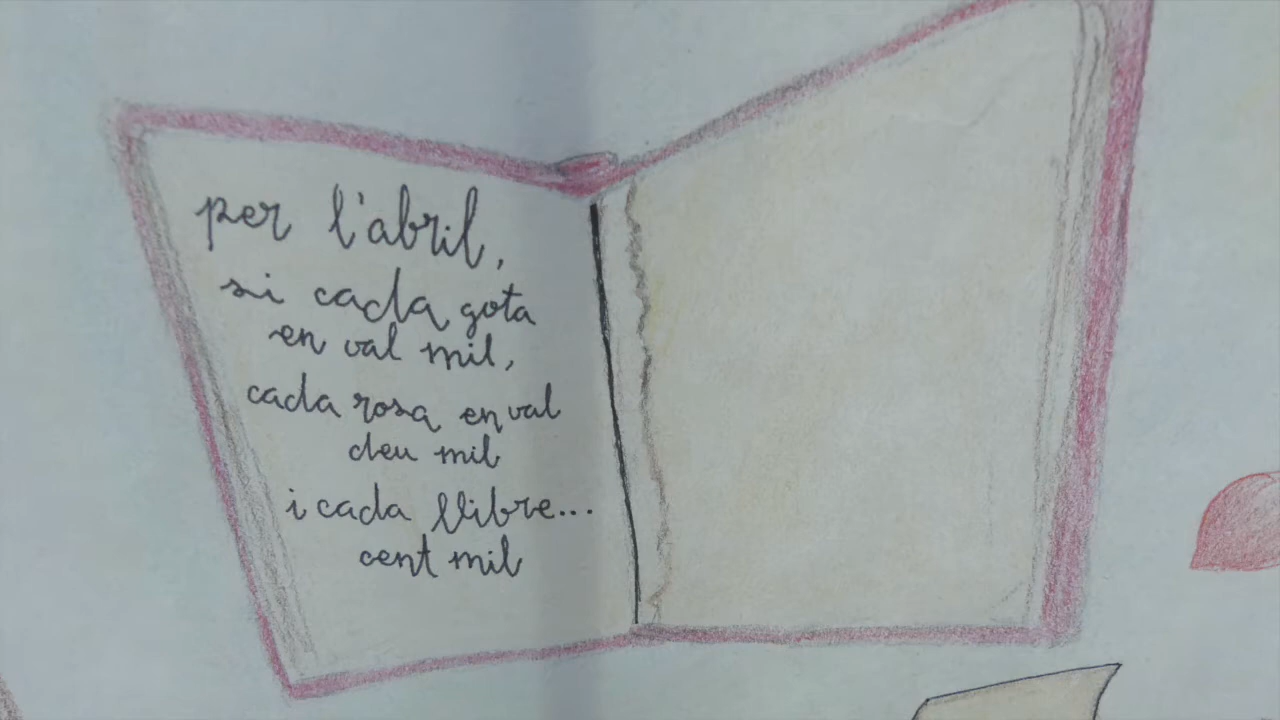 per l'abril,
si cada gota
en val mil,
cada rosa en val
deu mil
i cada llibre...
cent mil